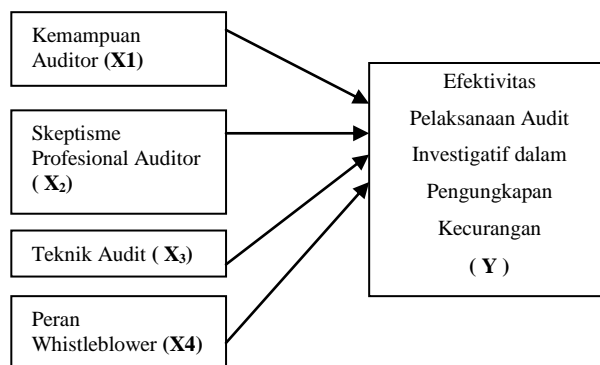 Kemampuan
Auditor (X1)
Skeptisme
Profesional Auditor
( X₂)
Teknik Audit ( X₃)
Peran
Whistleblower (X4)
Efektivitas
Pelaksanaan Audit
Investigatif dalam
Pengungkapan
Kecurangan
( Y )